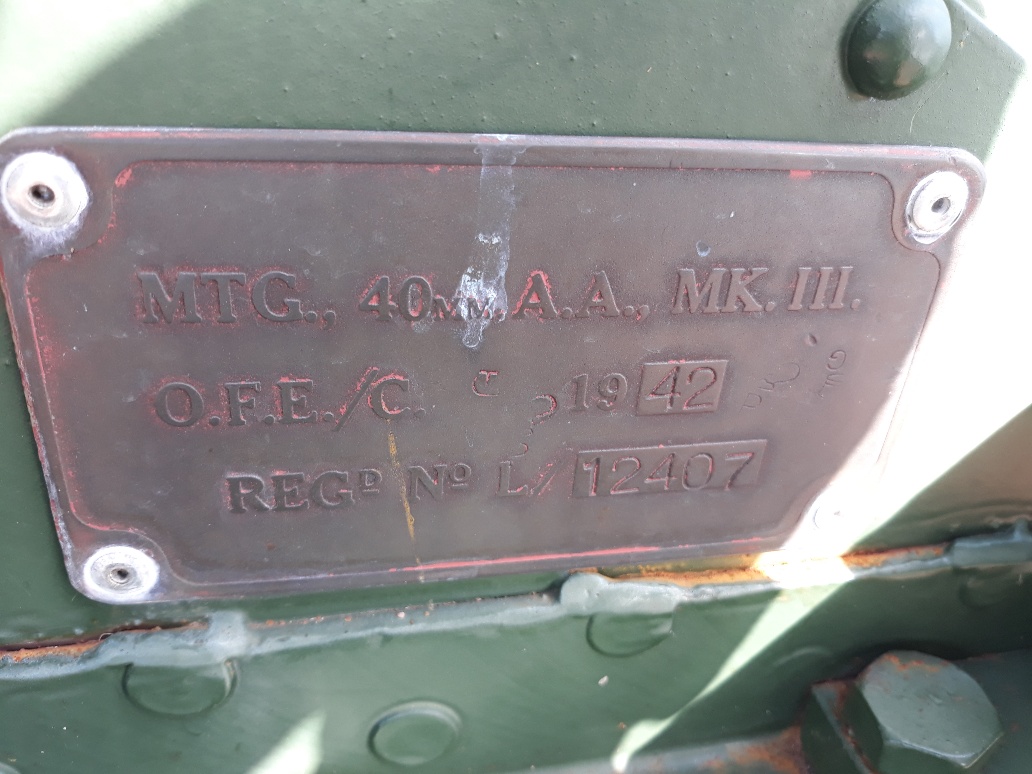 MTG., 40MM. A.A., MK. III.
O.F.E./C. 1942
REGD No L/12407